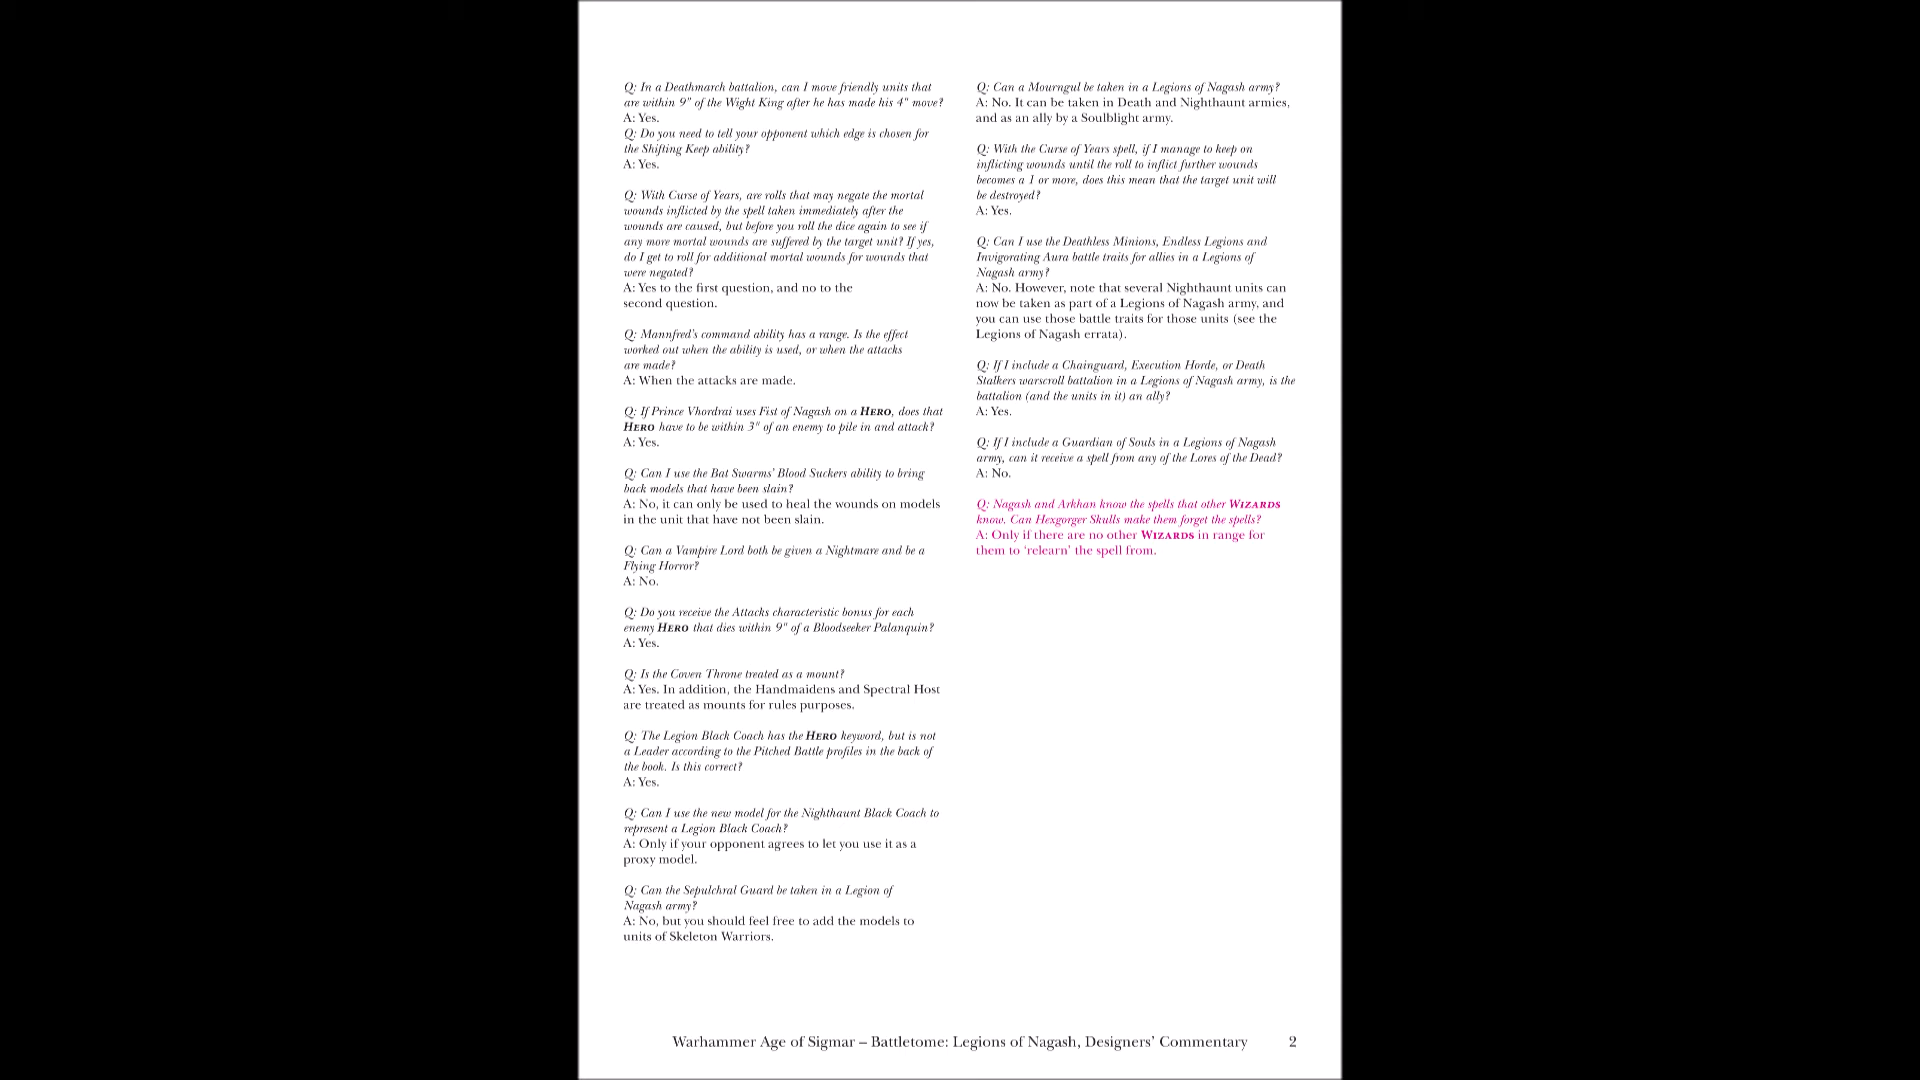 Q: In a Deathmarch battalion, can I move friendly units that
are within 9" of the Wight King after he has made his 4" move?
A: Yes.
Q: Do you need to tell your opponent which edge is chosen for
the Shifting Keep ability?
A: Yes.
Q: With Curse of Years, are rolls that may negate the mortal
wounds inflicted by the spell taken immediately after the
wounds are caused, but before you roll the dice again to see if
any more mortal wounds are suffered by the target unit? If yes,
do I get to roll for additional mortal wounds for wounds that
were negated?
A: Yes to the first question, and no to the
second question.
Q: Mannfred’s command ability has a range. Is the effect
worked out when the ability is used, or when the attacks
are made?
A: When the attacks are made.
Q: If Prince Vhordrai uses Fist of Nagash on a HERO, does that
HERO have to be within 3" of an enemy to pile in and attack?
A: Yes.
Q: Can I use the Bat Swarms’ Blood Suckers ability to bring
back models that have been slain?
A: No, it can only be used to heal the wounds on models
in the unit that have not been slain.
Q: Can a Vampire Lord both be given a Nightmare and be a
Flying Horror?
A: No.
Q: Do you receive the Attacks characteristic bonus for each
enemy HERO that dies within 9" of a Bloodseeker Palanquin?
A: Yes.
Q: Is the Coven Throne treated as a mount?
A: Yes. In addition, the Handmaidens and Spectral Host
are treated as mounts for rules purposes.
Q: The Legion Black Coach has the HERO keyword, but is not
a Leader according to the Pitched Battle profiles in the back of
the book. Is this correct?
A: Yes.
Q: Can I use the new model for the Nighthaunt Black Coach to
represent a Legion Black Coach?
A: Only if your opponent agrees to let you use it as a
proxy model.
Q: Can the Sepulchral Guard be taken in a Legion of
Nagash army?
A: No, but you should feel free to add the models to
units of Skeleton Warriors.
Q: Can a Mourngul be taken in a Legions of Nagash army?
A: No. It can be taken in Death and Nighthaunt armies,
and as an ally by a Soulblight army.
Q: With the Curse of Years spell, if I manage to keep on
inflicting wounds until the roll to inflict further wounds
becomes a 1 or more, does this mean that the target unit will
be destroyed?
A: Yes.
Q: Can I use the Deathless Minions, Endless Legions and
Invigorating Aura battle traits for allies in a Legions of
Nagash army?
A: No. However, note that several Nighthaunt units can
now be taken as part of a Legions of Nagash army, and
you can use those battle traits for those units (see the
Legions of Nagash errata).
Q: If I include a Chainguard, Execution Horde, or Death
Stalkers warscroll battalion in a Legions of Nagash army, is the
battalion (and the units in it) an ally?
A: Yes.
Q: If I include a Guardian of Souls in a Legions of Nagash
army, can it receive a spell from any of the Lores of the Dead?
A: No.
Q: Nagash and Arkhan know the spells that other WIZARDS
know. Can Hexgorger Skulls make them forget the spells?
A: Only if there are no other WIZARDS in range for
them to ‘relearn’ the spell from.
Warhammer Age of Sigmar – Battletome: Legions of Nagash, Designers’ Commentary 2